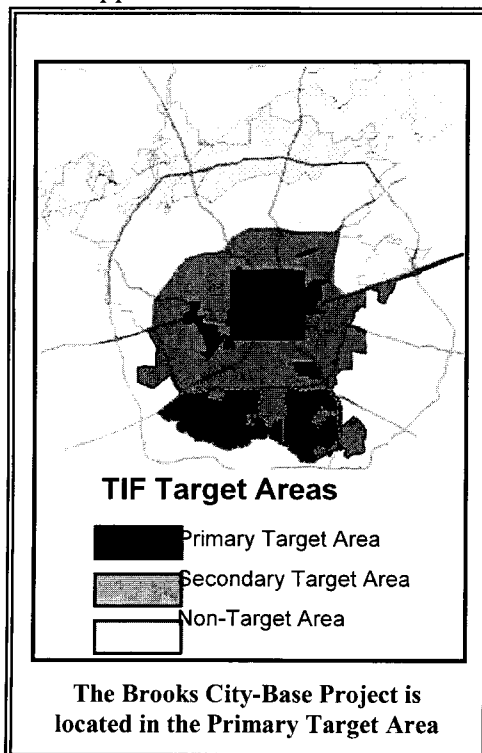 TIF Target Areas
Primary Target Area
Secondary Target Area
Non-Target Area
The Brooks City-Base Project is
located in the Primary Target Area